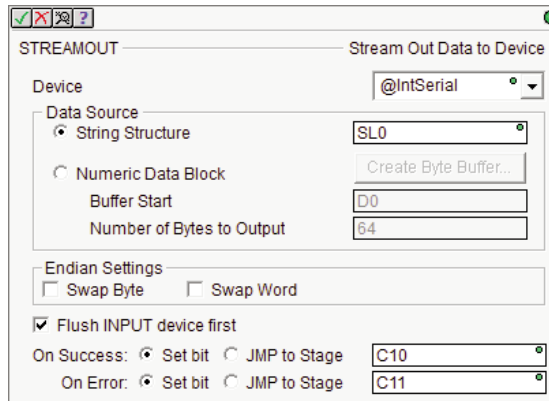 STREAMOUT Stream Out Data to Device
Device @IntSerial
Data Source
String Structure SL0
Numeric Data Block Create Byte Buffer...
Buffer Start D0
Number of Bytes to Output 64
Endian Settings
Swap Byte Swap Word
Flush INPUT device first
On Success: Set bit JMP to Stage C10
On Error: Set bit JMP to Stage C11